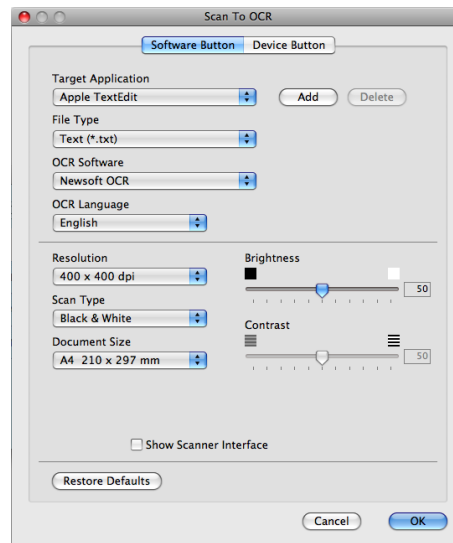 Scan To OCR
Software Button Device Button
Target Application
Apple TextEdit Add Delete
File Type
Text (*.txt)
OCR Software
Newsoft OCR
OCR Language
English
Resolution Brightness
400 x 400 dpi 50
Scan Type
Black & White Contrast
Document Size
A4 210 x 297 mm 50
Show Scanner Interface
Restore Defaults
Cancel OK